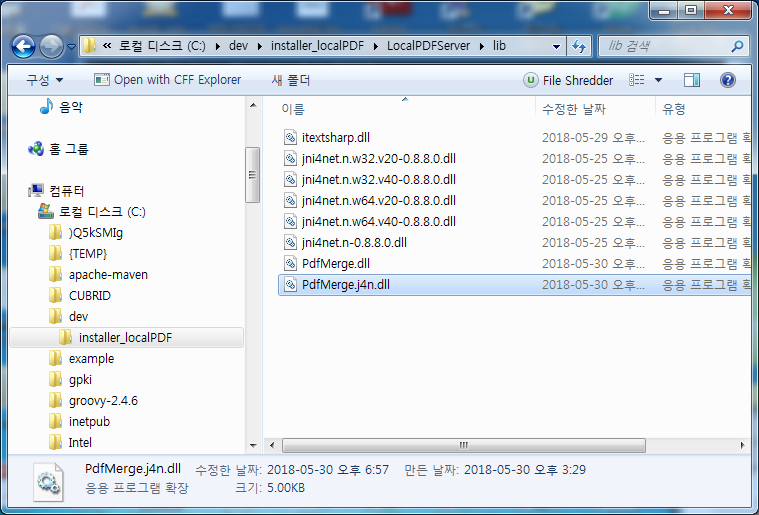 « 로컬 디스크 (C:) ▸ dev ▸ installer_localPDF ▸ LocalPDFServer ▸ lib
lib 검색
구성 Open with CFF Explorer 새 폴더 File Shredder
음악
홈 그룹
컴퓨터
로컬 디스크 (C:)
)Q5kSMIg
{TEMP}
apache-maven
CUBRID
dev
installer_localPDF
example
gpki
groovy-2.4.6
inetpub
Intel
이름 수정한 날짜 유형
itextsharp.dll 2018-05-29 오후... 응용 프로그램 확
jni4net.n.w32.v20-0.8.8.0.dll 2018-05-25 오후... 응용 프로그램 확
jni4net.n.w32.v40-0.8.8.0.dll 2018-05-25 오후... 응용 프로그램 확
jni4net.n.w64.v20-0.8.8.0.dll 2018-05-25 오후... 응용 프로그램 확
jni4net.n.w64.v40-0.8.8.0.dll 2018-05-25 오후... 응용 프로그램 확
jni4net.n-0.8.8.0.dll 2018-05-25 오후... 응용 프로그램 확
PdfMerge.dll 2018-05-30 오후... 응용 프로그램 확
PdfMerge.j4n.dll 2018-05-30 오후... 응용 프로그램 확
PdfMerge.j4n.dll 수정한 날짜: 2018-05-30 오후 6:57 만든 날짜: 2018-05-30 오후 3:29
응용 프로그램 확장 크기: 5.00KB